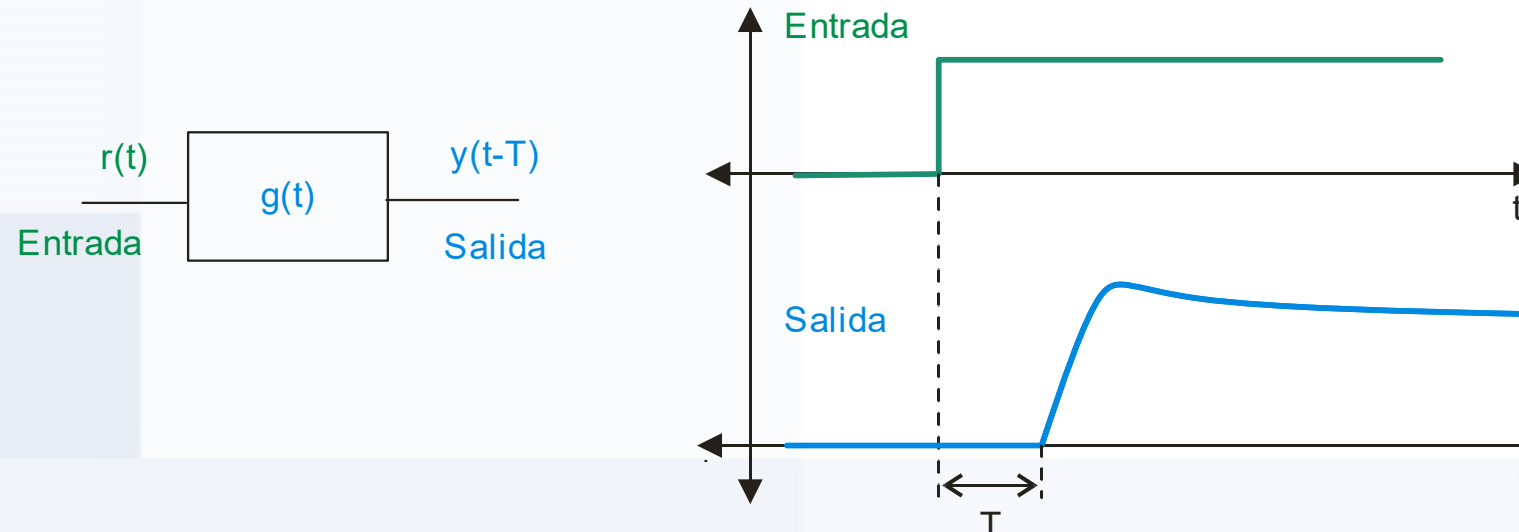 r(t)
g(t)
y(t-T)
Entrada
Salida
Entrada
t
Salida
T